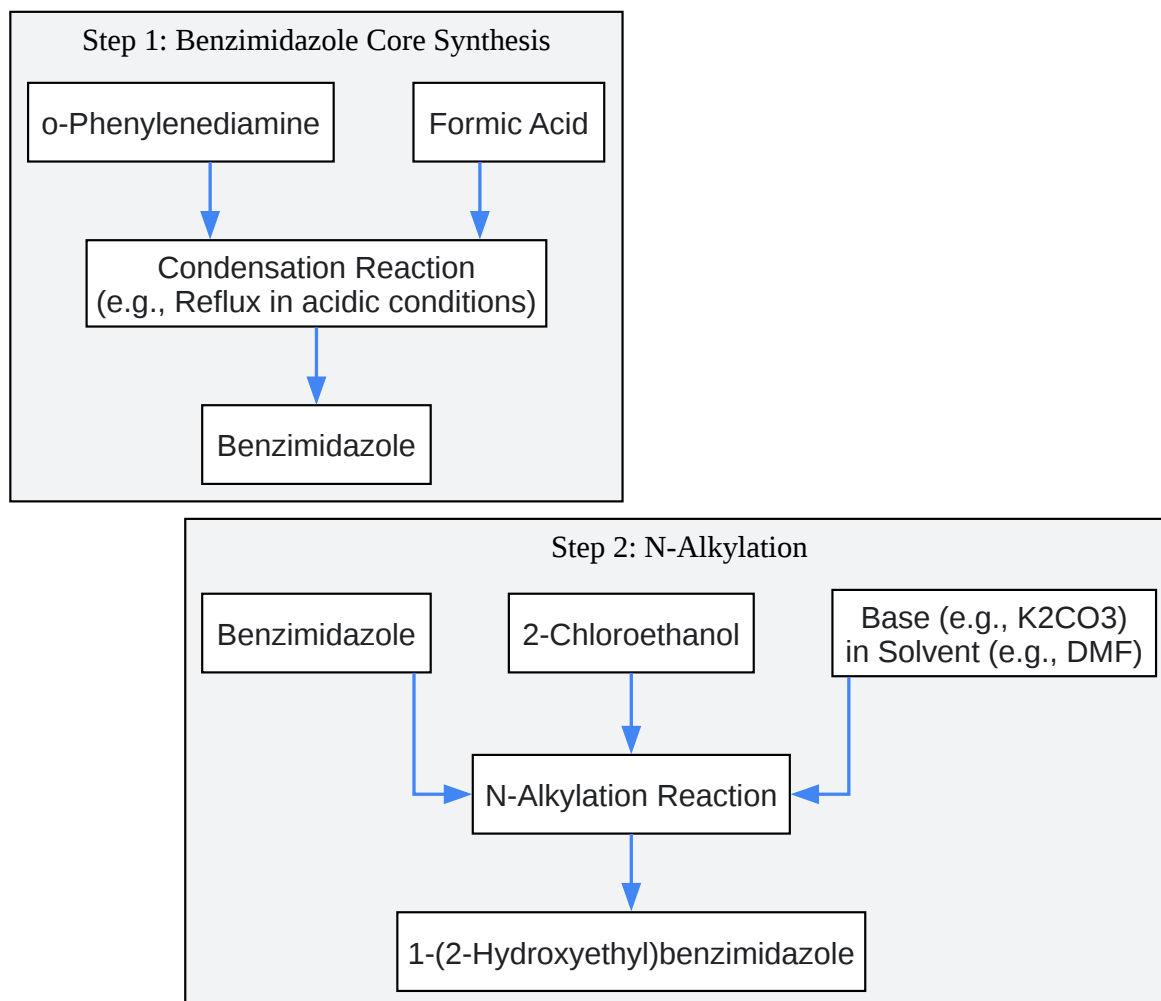 Step 1: Benzimidazole Core Synthesis
o-Phenylenediamine
Formic Acid
Condensation Reaction
(e.g., Reflux in acidic conditions)
Benzimidazole
Step 2: N-Alkylation
Benzimidazole
2-Chloroethanol
Base (e.g., K2CO3)
in Solvent (e.g., DMF)
N-Alkylation Reaction
1-(2-Hydroxyethyl)benzimidazole